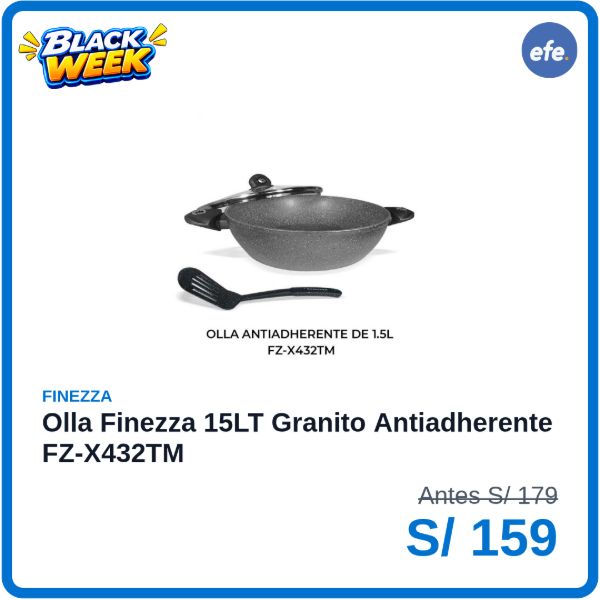 BLACK
WEEK
efe.
OLLA ANTIADHERENTE DE 1.5L
FZ-X432TM
FINEZZA
Olla Finezza 15LT Granito Antiadherente
FZ-X432TM
Antes S/ 179
S/ 159